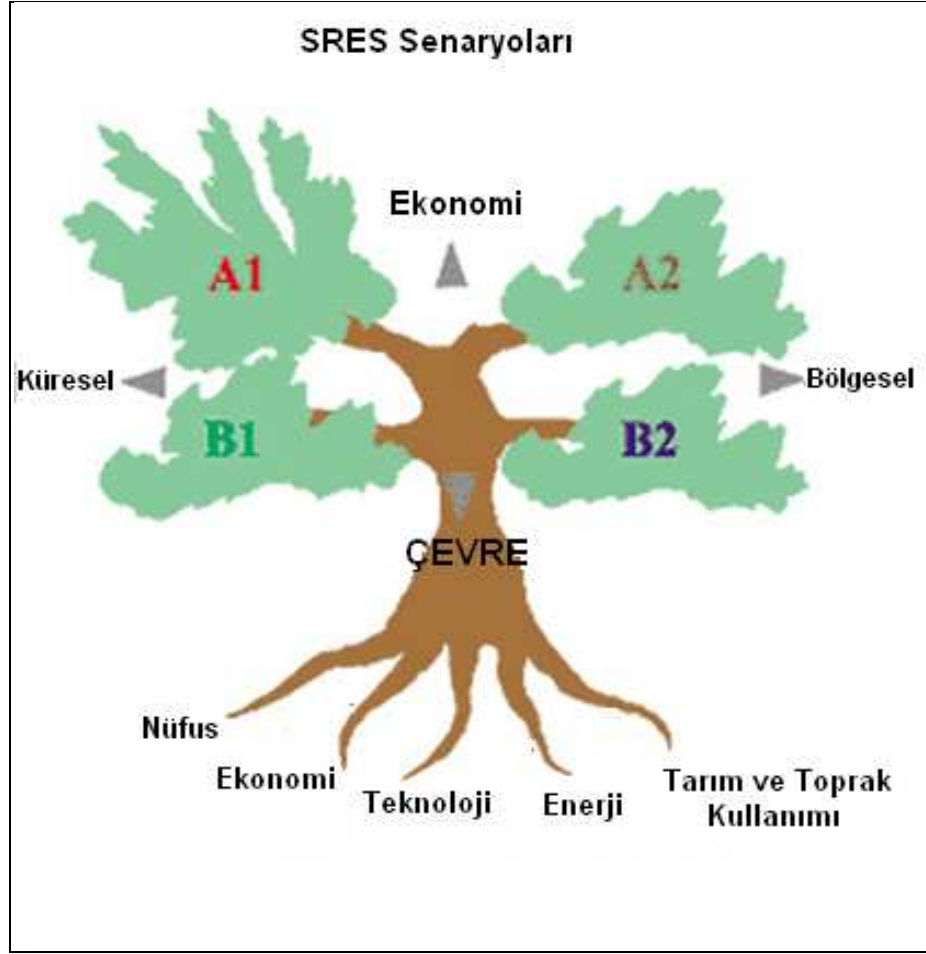 SRES Senaryoları
Ekonomi
A1
A2
Küresel
Bölgesel
B1
B2
ÇEVRE
Nüfus
Ekonomi
Teknoloji
Enerji
Tarım ve Toprak
Kullanımı